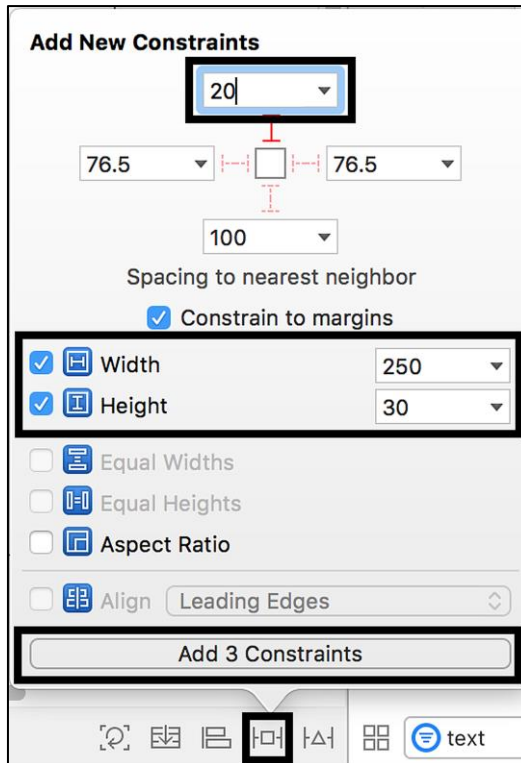 Add New Constraints
20
76.5 76.5
100
Spacing to nearest neighbor
Constrain to margins
Width 250
Height 30
Equal Widths
Equal Heights
Aspect Ratio
Align Leading Edges
Add 3 Constraints
text